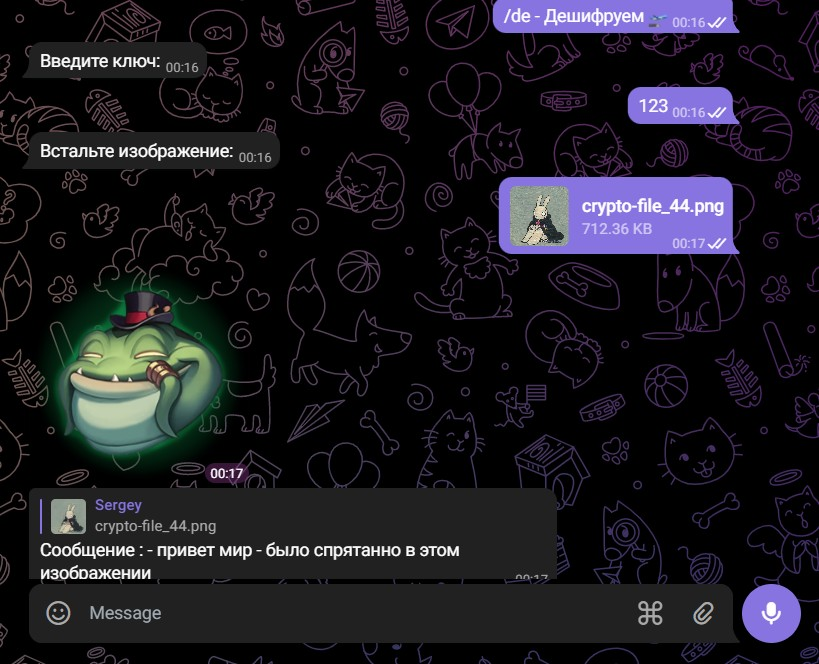 /de - Дешифруем 00:16
Введите ключ: 00:16
123 00:16
Встальте изображение: 00:16
crypto-file_44.png
712.36 KB
00:17
00:17
Sergey
crypto-file_44.png
Сообщение : - привет мир - было спрятанно в этом
изображении 00:17
Message